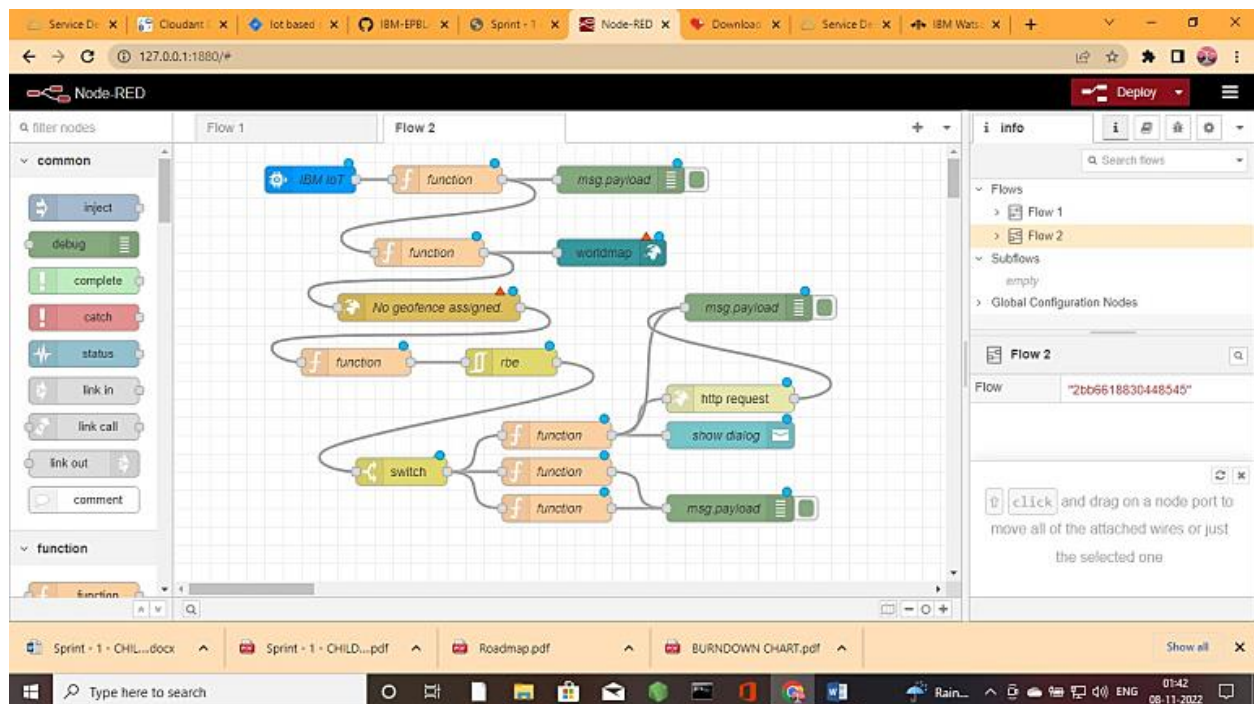 Service De
Cloudant
Iot based
IBM-EPBL
Sprint - 1
Node-RED
Download
Service De
IBM Wats
127.0.0.1:1880/#
Node-RED
Deploy
filter nodes
Flow 1
Flow 2
i info
common
inject
debug
complete
catch
status
link in
link call
link out
comment
function
function
IBM IoT
function
msg.payload
function
worldmap
No geofence assigned.
msg.payload
function
rbe
http request
function
show dialog
switch
function
function
msg.payload
Search flows
Flows
Flow 1
Flow 2
Subflows
empty
Global Configuration Nodes
Flow 2
Flow "2bb6618830448545"
click and drag on a node port to
move all of the attached wires or just
the selected one
Sprint - 1 - CHIL....docx
Sprint - 1 - CHILD....pdf
Roadmap.pdf
BURNDOWN CHART.pdf
Show all
Type here to search
Rain...
ENG
01:42
08-11-2022